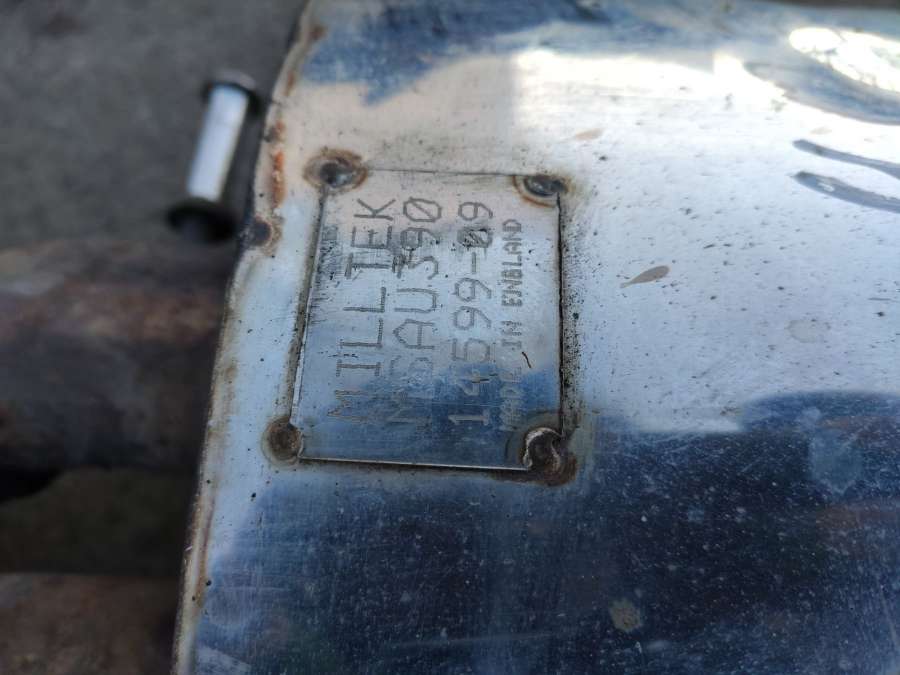 MILLTEK
MSAU390
14599-09
MADE IN ENGLAND